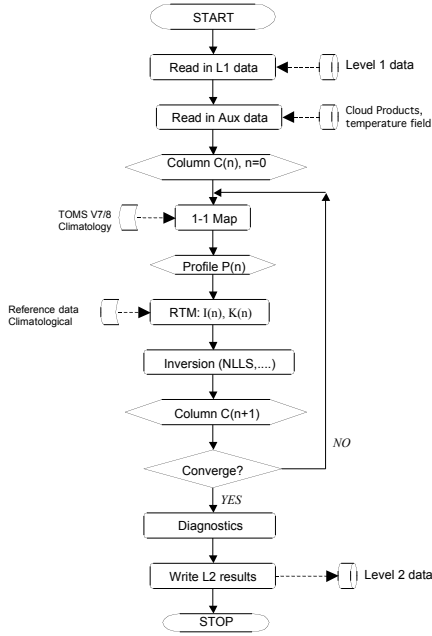 START
Read in L1 data
Level 1 data
Read in Aux data
Cloud Products,
temperature field
Column C(n), n=0
TOMS V7/8
Climatology
1-1 Map
Profile P(n)
Reference data
Climatological
RTM: I(n), K(n)
Inversion (NLLS,....)
Column C(n+1)
NO
Converge?
YES
Diagnostics
Write L2 results
Level 2 data
STOP